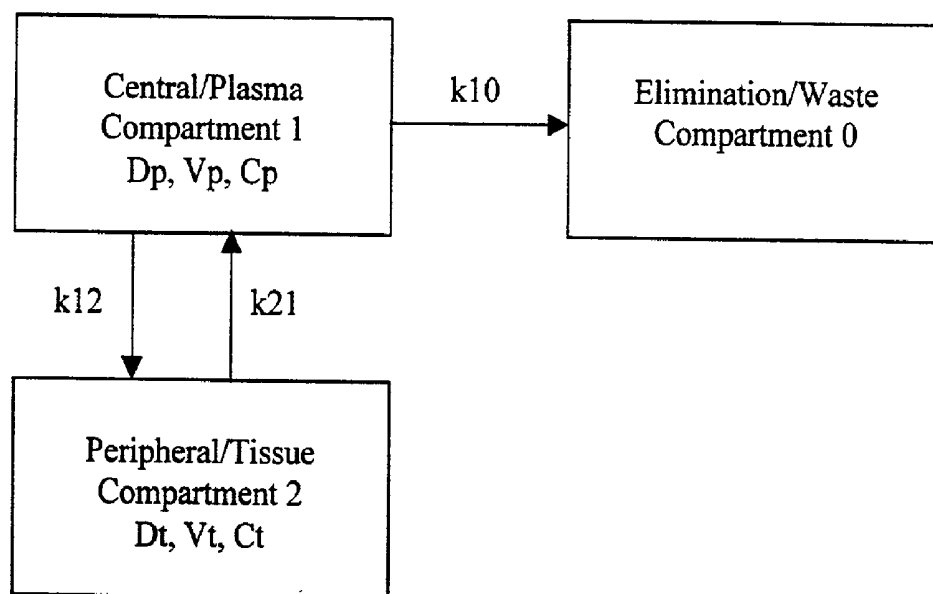 Central/Plasma
Compartment 1
Dp, Vp, Cp
k10
Elimination/Waste
Compartment 0
k12
k21
Peripheral/Tissue
Compartment 2
Dt, Vt, Ct